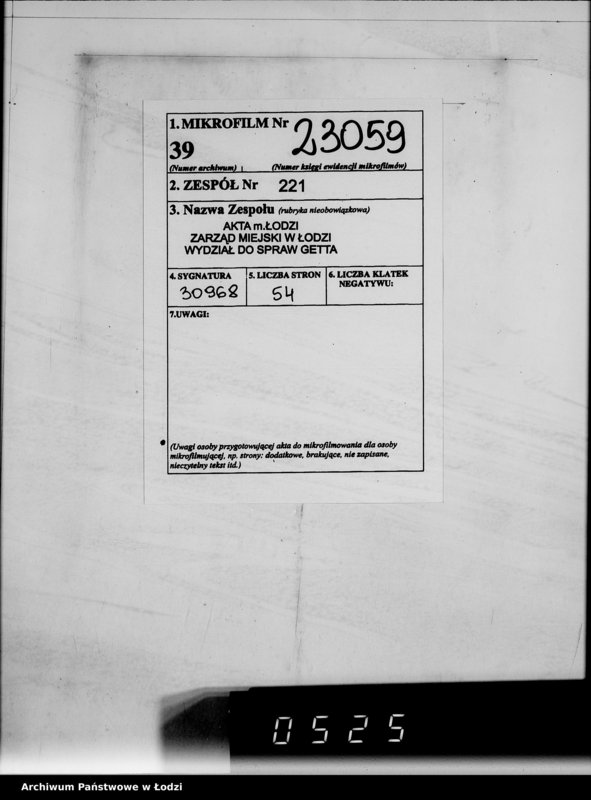 1. MIKROFILM Nr 23059
39
(Numer archiwum) (Numer księgi ewidencji mikrofilmów)
2. ZESPÓŁ Nr 221
3. Nazwa Zespołu (rubryka nieobowiązkowa)
AKTA m.ŁODZI
ZARZĄD MIEJSKI W ŁODZI
WYDZIAŁ DO SPRAW GETTA
4. SYGNATURA 5. LICZBA STRON 6. LICZBA KLATEK
NEGATYWU:
30968 54
7.UWAGI:
(Uwagi osoby przygotowującej akta do mikrofilmowania dla osoby
mikrofilmującej, np. strony: dodatkowe, brakujące, nie zapisane,
nieczytelny tekst itd.)
0525
Archiwum Państwowe w Łodzi